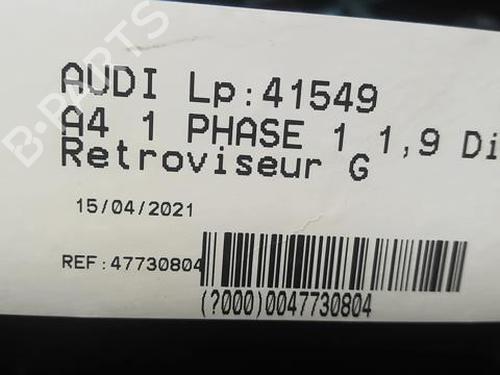 AUDI Lp:41549
A4 1 PHASE 1 1,9 Di
Retroviseur G
15/04/2021
REF:47730804
(?000)0047730804
B-PARTS